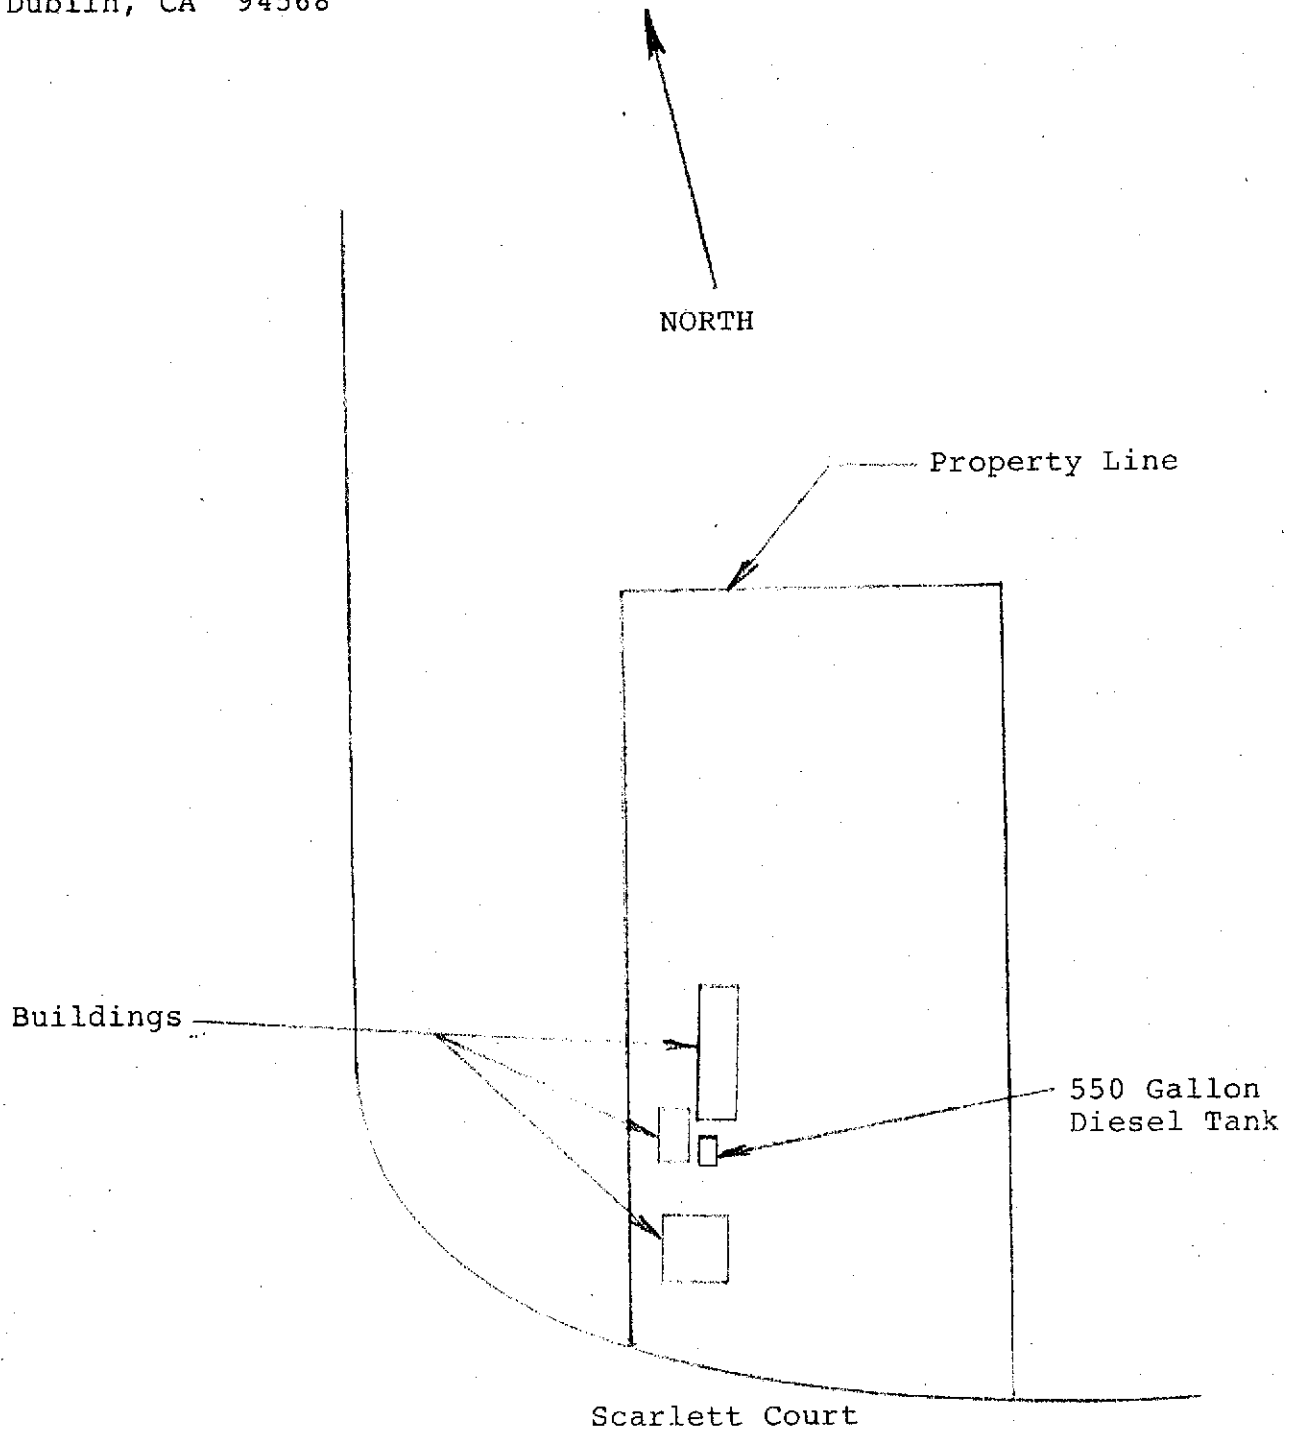 Dublin, CA 94568
NORTH
Property Line
Buildings
550 Gallon
Diesel Tank
Scarlett Court